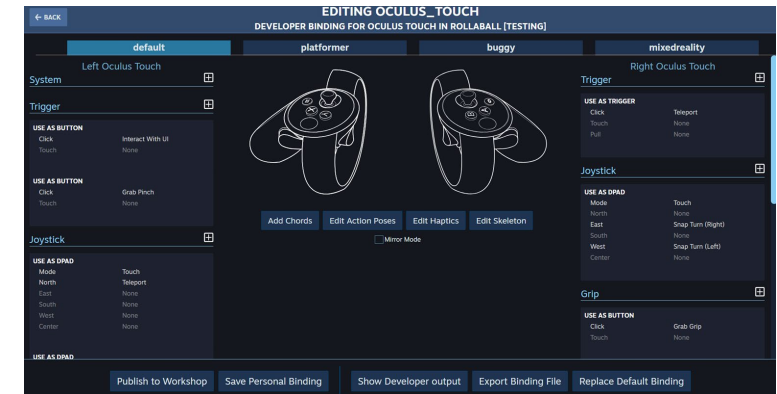 ← BACK
EDITING OCULUS_TOUCH
DEVELOPER BINDING FOR OCULUS TOUCH IN ROLLABALL [TESTING]
default
platformer
buggy
mixedreality
Left Oculus Touch
System
Trigger
USE AS BUTTON
Click Interact With UI
Touch None
USE AS BUTTON
Click Grab Pinch
Touch None
Joystick
USE AS DPAD
Mode Touch
North Teleport
East None
South None
West None
Center None
USE AS DPAD
Add Chords
Edit Action Poses
Edit Haptics
Edit Skeleton
Mirror Mode
Right Oculus Touch
Trigger
USE AS TRIGGER
Click Teleport
Touch None
Pull None
Joystick
USE AS DPAD
Mode Touch
North None
East Snap Turn (Right)
South None
West Snap Turn (Left)
Center None
Grip
USE AS BUTTON
Click Grab Grip
Touch None
Publish to Workshop
Save Personal Binding
Show Developer output
Export Binding File
Replace Default Binding